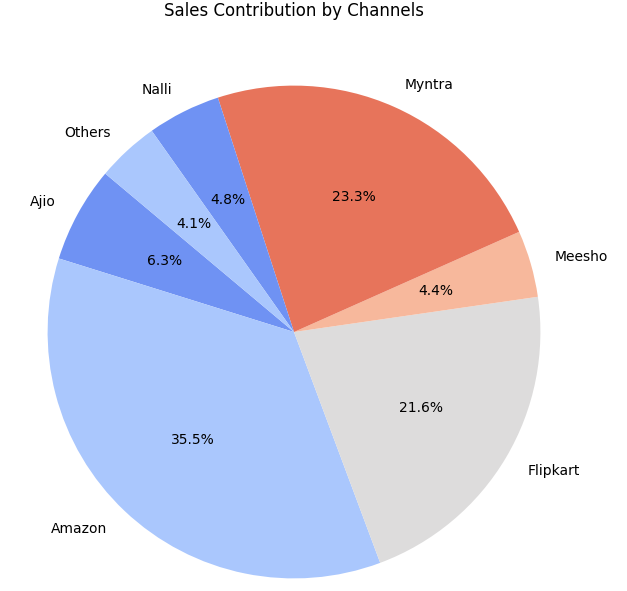 Sales Contribution by Channels
Myntra
23.3%
Nalli
4.8%
Others
4.1%
Ajio
6.3%
Amazon
35.5%
Flipkart
21.6%
Meesho
4.4%